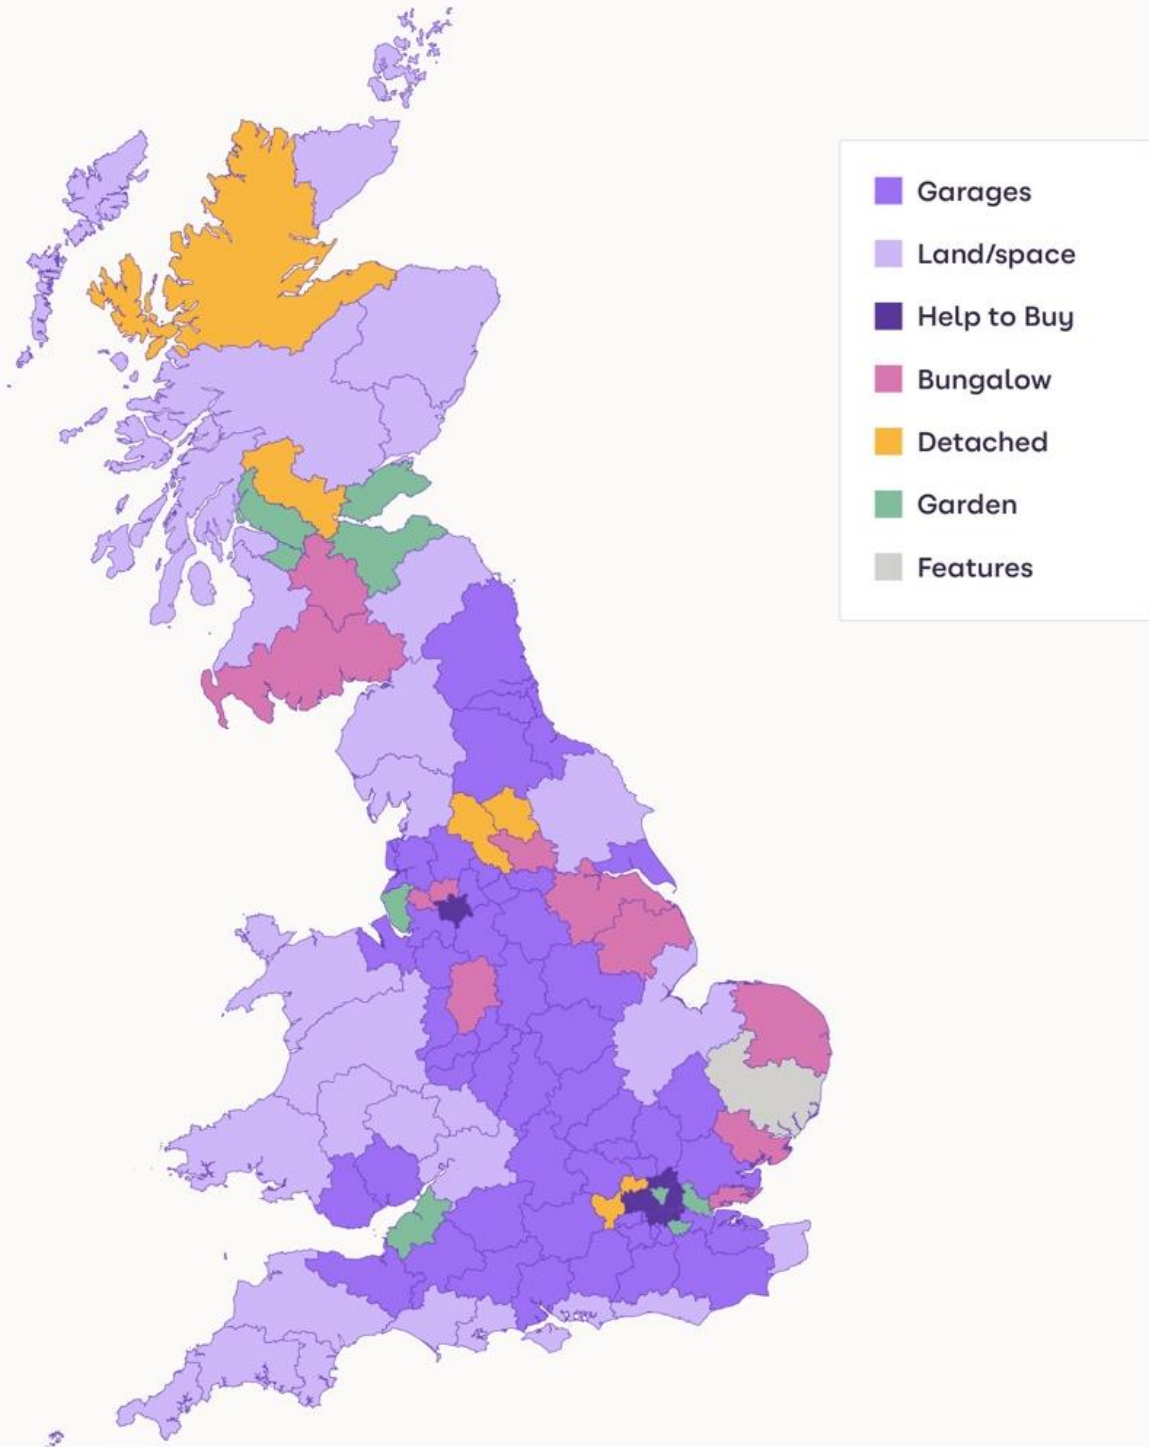 Garages
Land/space
Help to Buy
Bungalow
Detached
Garden
Features